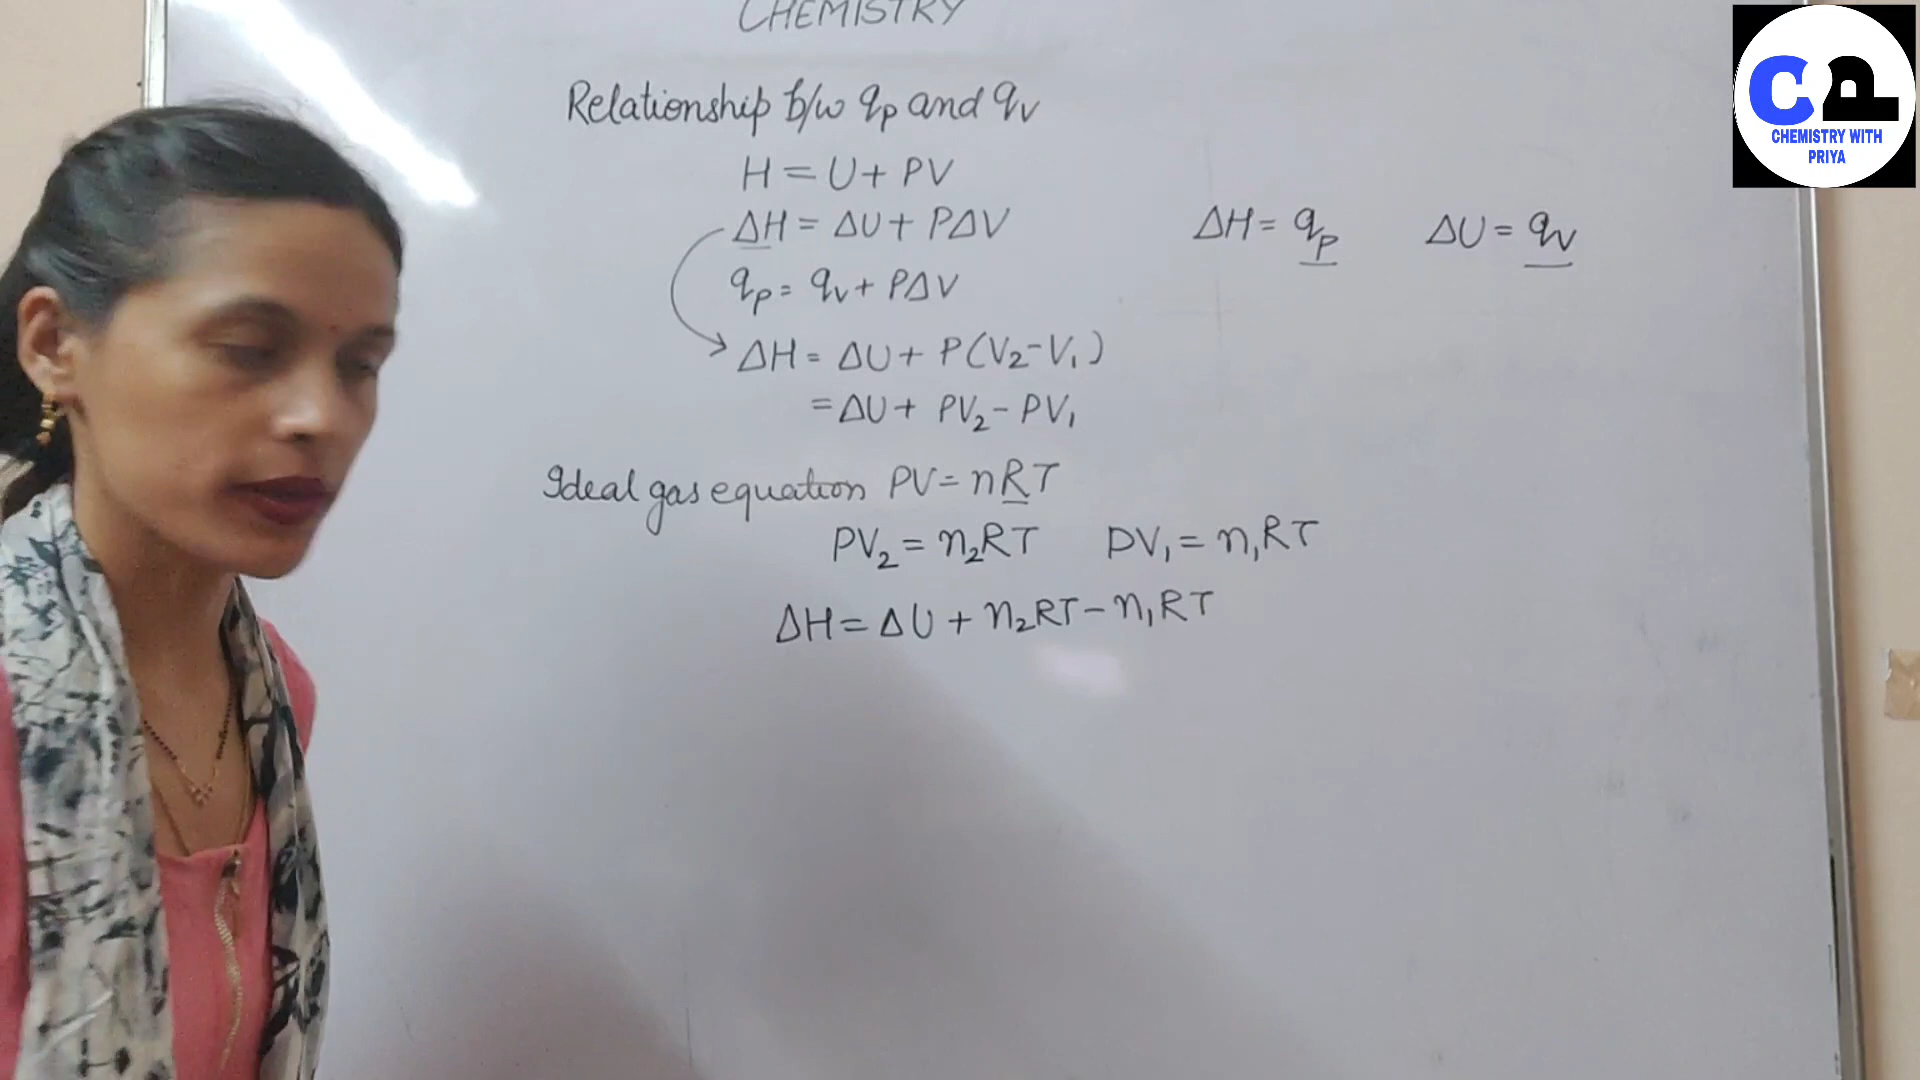 CHEMISTRY
Relationship b/w qₚ and qᵥ
H = U + PV
ΔH = ΔU + PΔV
ΔH = qₚ ΔU = qᵥ
qₚ = qᵥ + PΔV
ΔH = ΔU + P(V₂-V₁)
= ΔU + PV₂ - PV₁
Ideal gas equation PV = nRT
PV₂ = n₂RT PV₁ = n₁RT
ΔH = ΔU + n₂RT - n₁RT
CP
CHEMISTRY WITH
PRIYA